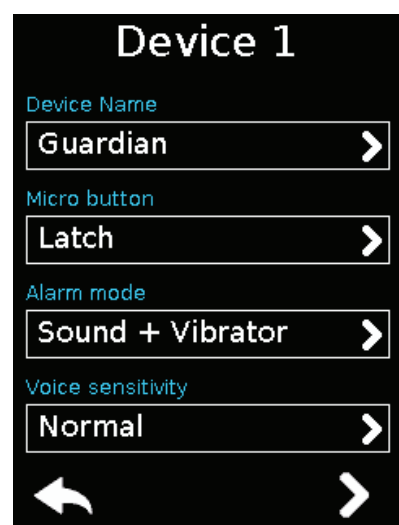 Device 1
Device Name
Guardian
Micro button
Latch
Alarm mode
Sound + Vibrator
Voice sensitivity
Normal